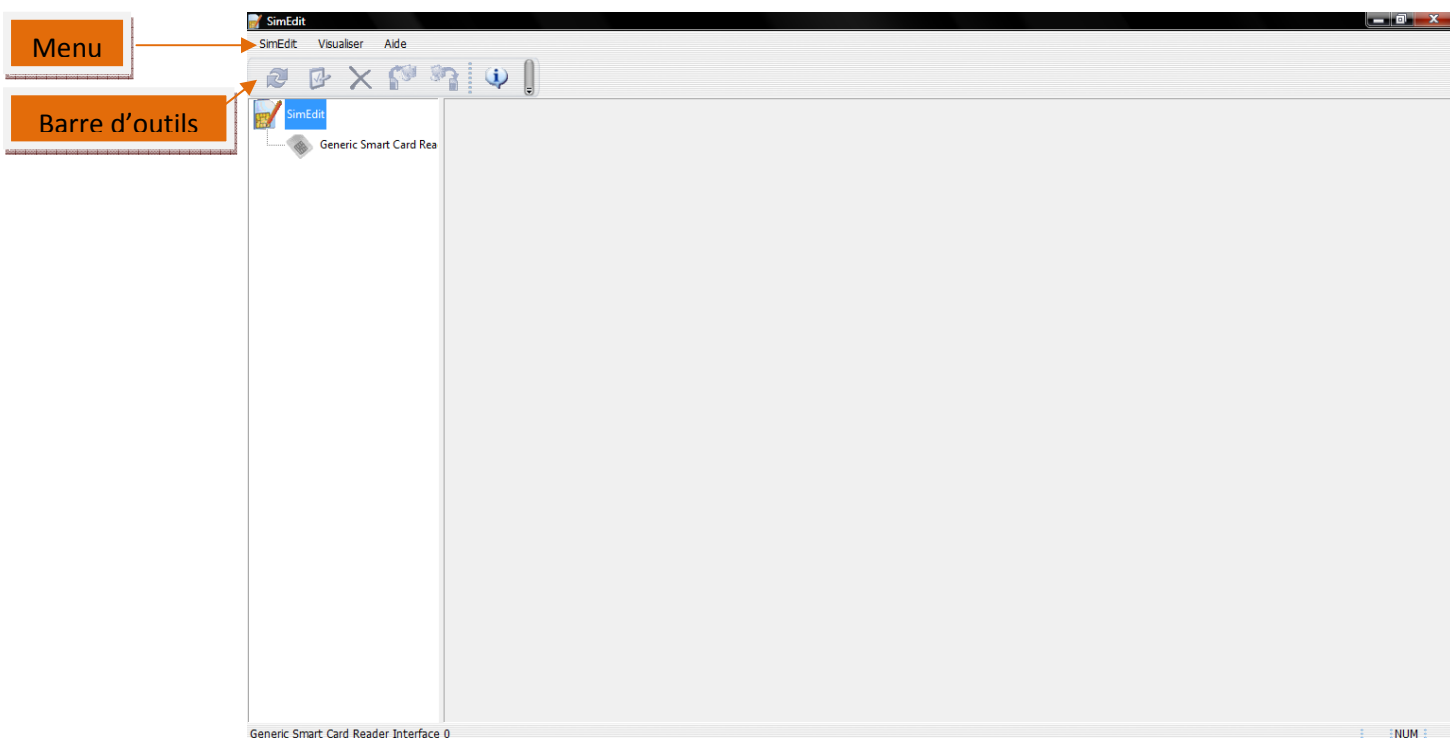 SimEdit
Menu
SimEdit Visualiser Aide
Barre d’outils
SimEdit
Generic Smart Card Rea
Generic Smart Card Reader Interface 0
NUM